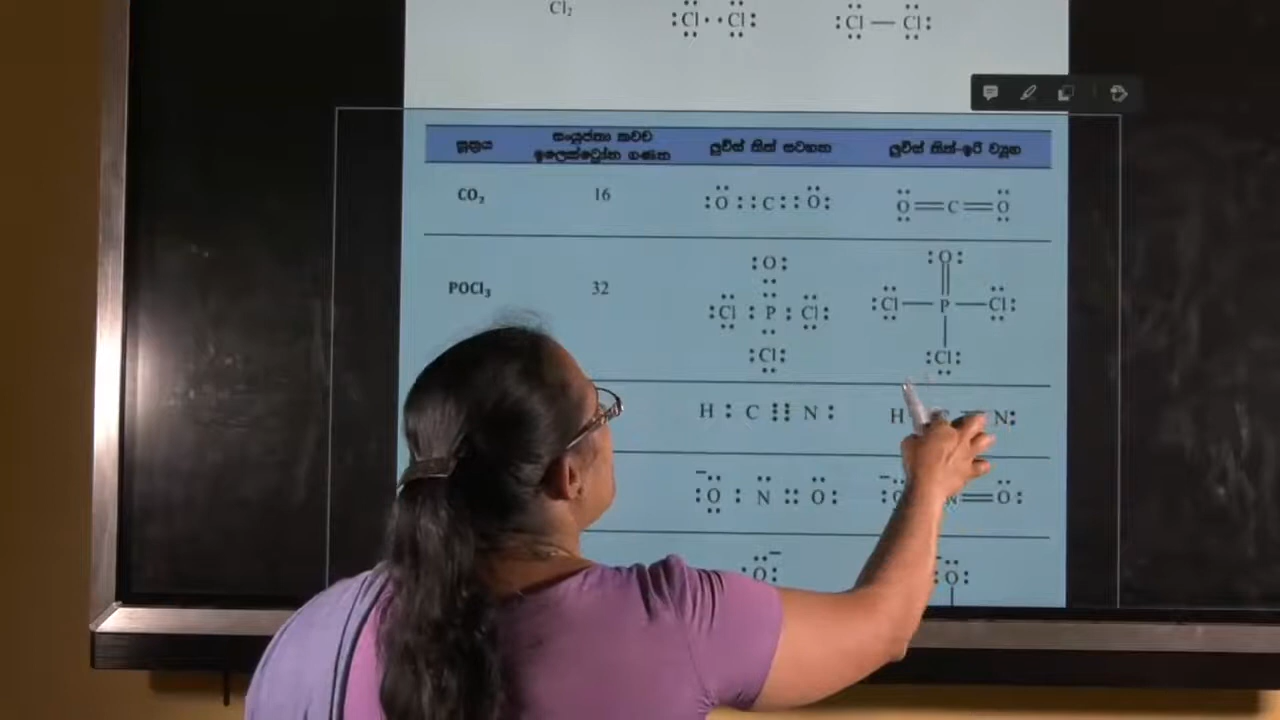 Cl₂ :Cl··Cl: :Cl — Cl:
සූත්‍රය සංයුජතා කවච ඉලෙක්ට්‍රෝන ගණන ලුවිස් තිත් සටහන ලුවිස් තිත්-ඉරි ව්‍යුහ
CO₂ 16 :O::C::O: O=C=O
:O: :O:
POCl₃ 32 :Cl:P:Cl: :Cl—P—Cl:
:Cl: :Cl:
H:C⋮⋮N: H N:
⁻:O:N::O: ⁻:O N=O:
:O:⁻ :O: